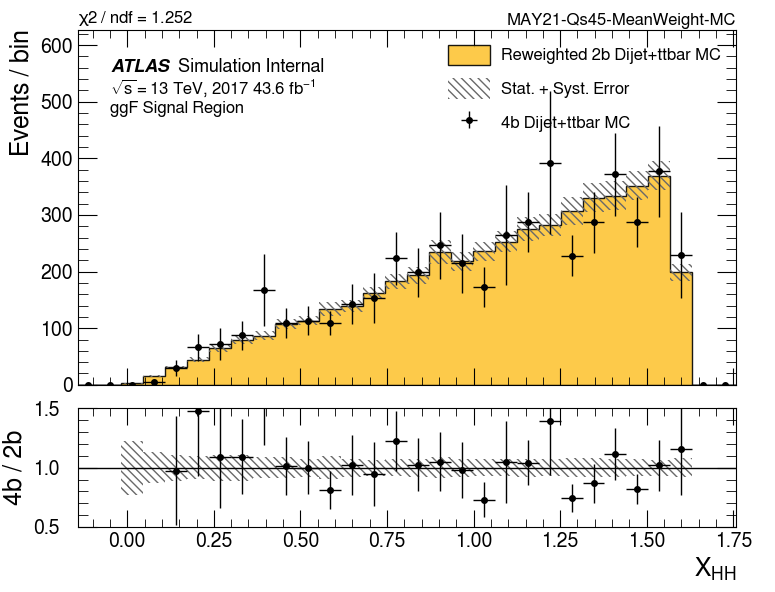 χ2 / ndf = 1.252
MAY21-Qs45-MeanWeight-MC
Events / bin
600
500
400
300
200
100
0
ATLAS Simulation Internal
√s = 13 TeV, 2017 43.6 fb−1
ggF Signal Region
Reweighted 2b Dijet+ttbar MC
Stat. + Syst. Error
4b Dijet+ttbar MC
4b / 2b
1.5
1.0
0.5
0.00 0.25 0.50 0.75 1.00 1.25 1.50 1.75
XHH